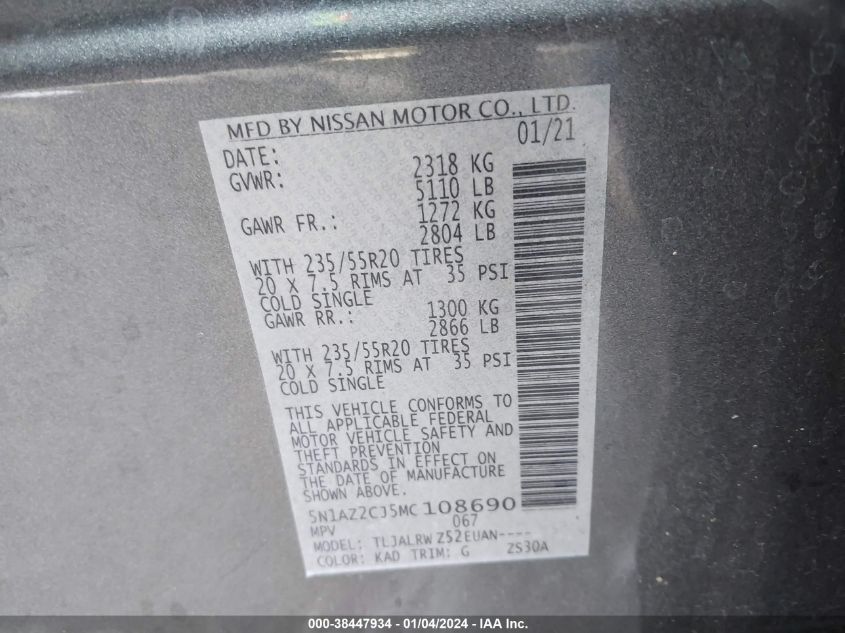 MFD BY NISSAN MOTOR CO., LTD.
DATE: 01/21
GVWR: 2318 KG
5110 LB
GAWR FR.: 1272 KG
2804 LB
WITH 235/55R20 TIRES
20 X 7.5 RIMS AT 35 PSI
COLD SINGLE
GAWR RR.: 1300 KG
2866 LB
WITH 235/55R20 TIRES
20 X 7.5 RIMS AT 35 PSI
COLD SINGLE
THIS VEHICLE CONFORMS TO
ALL APPLICABLE FEDERAL
MOTOR VEHICLE SAFETY AND
THEFT PREVENTION
STANDARDS IN EFFECT ON
THE DATE OF MANUFACTURE
SHOWN ABOVE.
5N1AZ2CJ5MC108690
MPV 067
MODEL: TLJALRW Z52EUAN----
COLOR: KAD TRIM: G ZS30A
000-38447934 - 01/04/2024 - IAA Inc.